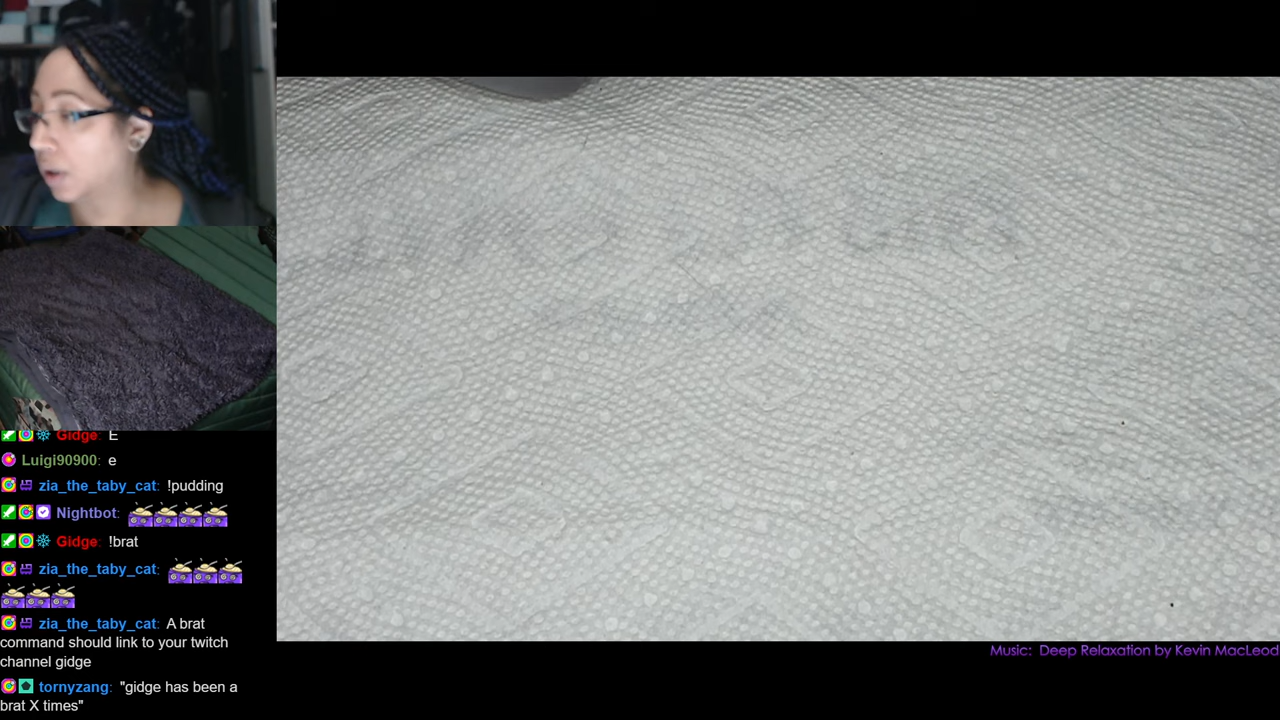 Gidge: E
Luigi90900: e
zia_the_taby_cat: !pudding
Nightbot:
Gidge: !brat
zia_the_taby_cat:
zia_the_taby_cat: A brat
command should link to your twitch
channel gidge
tornyzang: "gidge has been a
brat X times"
Music: Deep Relaxation by Kevin MacLeod